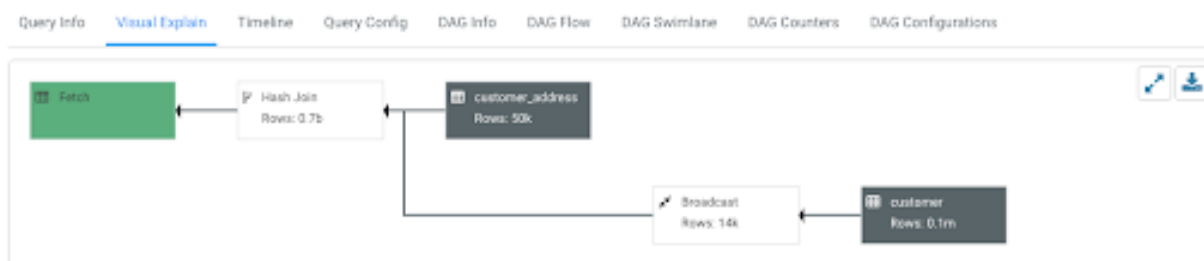 Query Info Visual Explain Timeline Query Config DAG Info DAG Flow DAG Swimlane DAG Counters DAG Configurations
Fetch
Hash Join
Rows: 0.7b
customer_address
Rows: 50k
Broadcast
Rows: 14k
customer
Rows: 0.1m